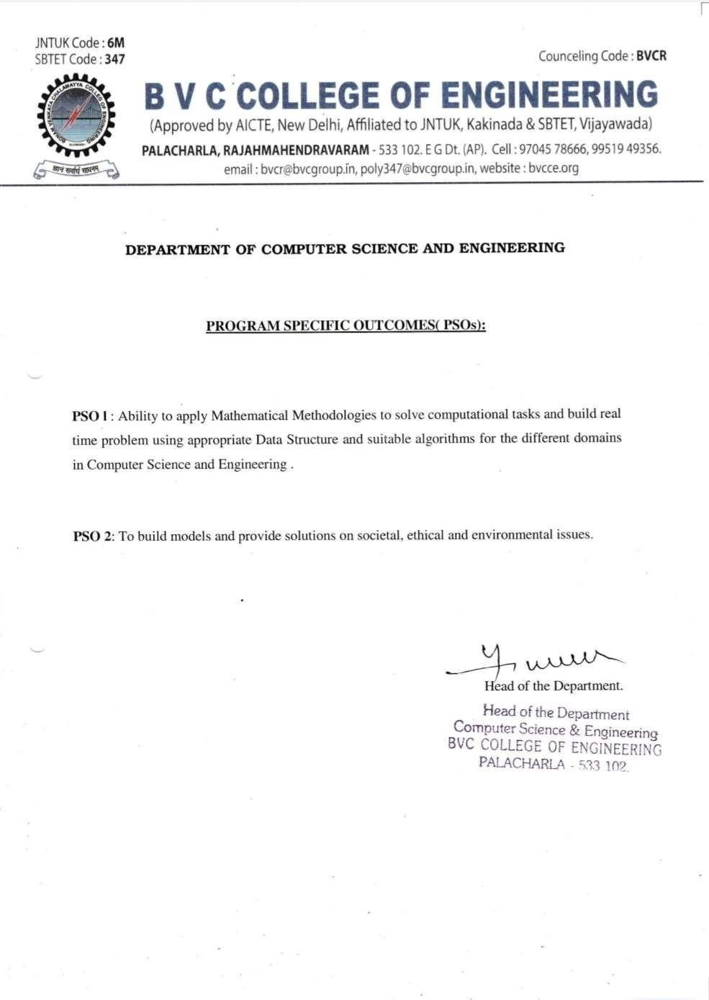 JNTUK Code : 6M
SBTET Code : 347
Counceling Code : BVCR
BONAM VENKATA CHALAMAYYA COLLEGE OF ENGINEERING
ज्ञानं सर्वार्थ साधनम्
B V C COLLEGE OF ENGINEERING
(Approved by AICTE, New Delhi, Affiliated to JNTUK, Kakinada & SBTET, Vijayawada)
PALACHARLA, RAJAHMAHENDRAVARAM - 533 102. E G Dt. (AP). Cell : 97045 78666, 99519 49356.
email : bvcr@bvcgroup.in, poly347@bvcgroup.in, website : bvcce.org
DEPARTMENT OF COMPUTER SCIENCE AND ENGINEERING
PROGRAM SPECIFIC OUTCOMES( PSOs):
PSO 1 : Ability to apply Mathematical Methodologies to solve computational tasks and build real
time problem using appropriate Data Structure and suitable algorithms for the different domains
in Computer Science and Engineering .
PSO 2: To build models and provide solutions on societal, ethical and environmental issues.
Head of the Department.
Head of the Department
Computer Science & Engineering
BVC COLLEGE OF ENGINEERING
PALACHARLA - 533 102.